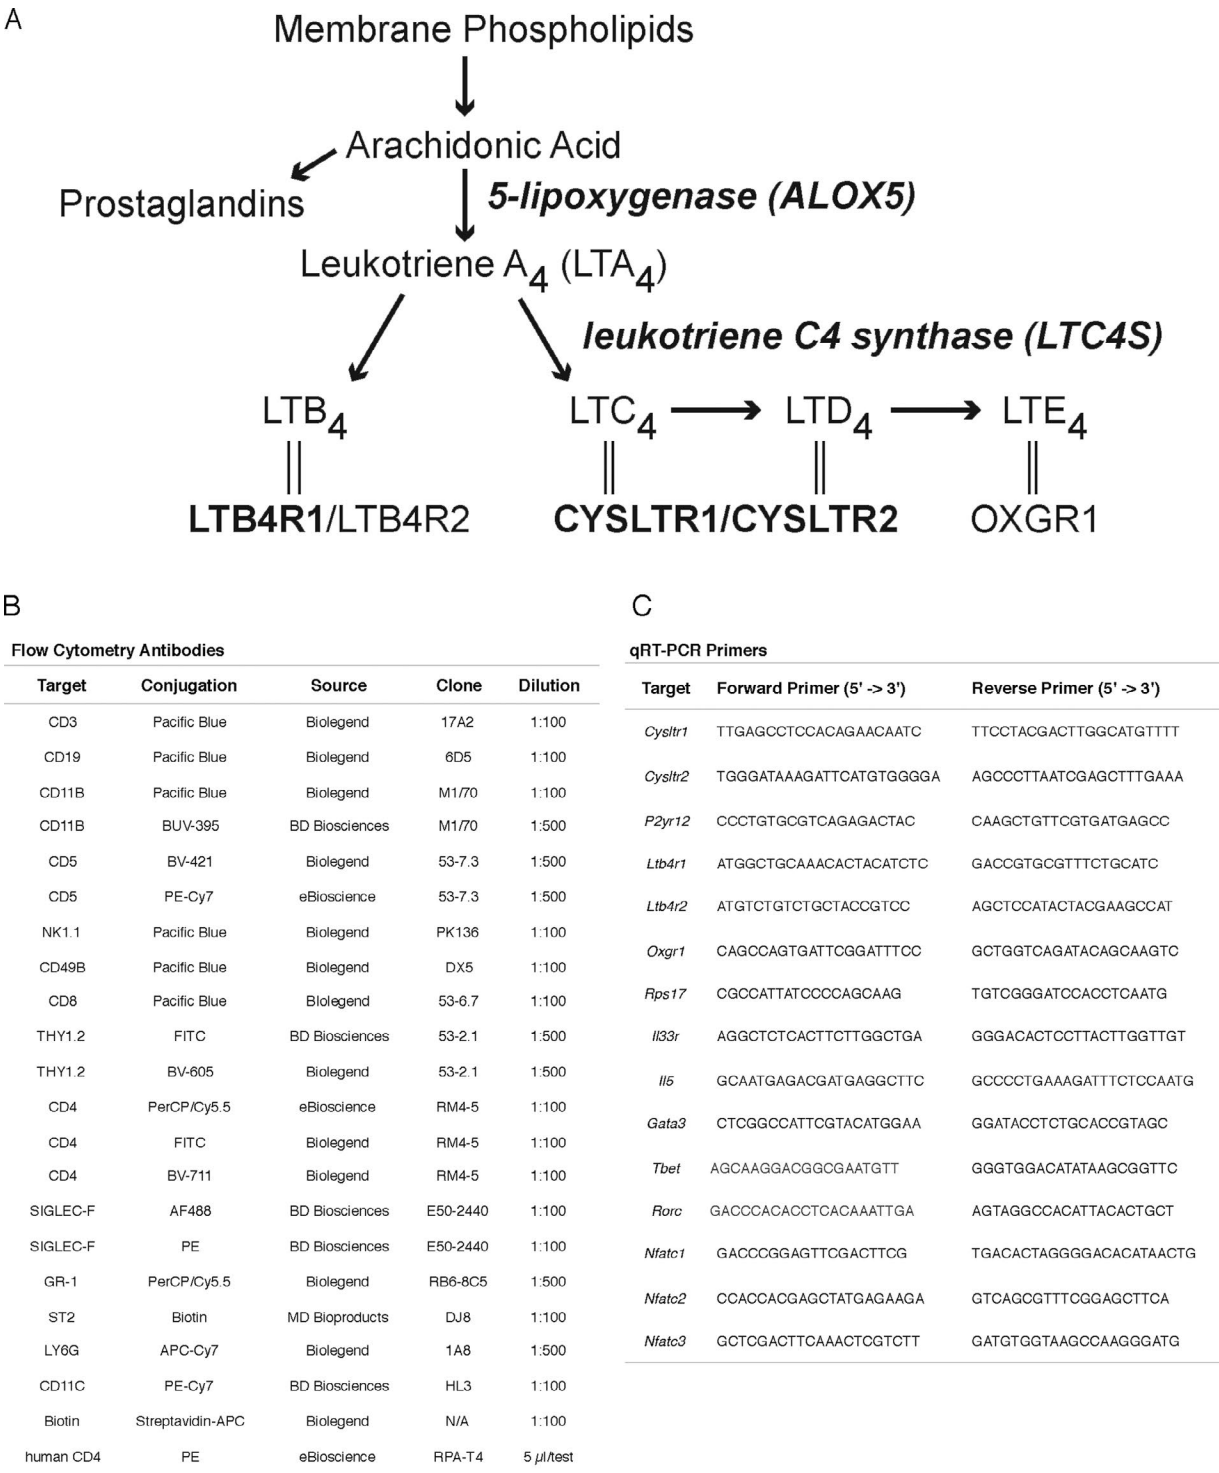 A
Membrane Phospholipids
Arachidonic Acid
Prostaglandins
5-lipoxygenase (ALOX5)
Leukotriene A4 (LTA4)
leukotriene C4 synthase (LTC4S)
LTB4 LTC4 LTD4 LTE4
LTB4R1/LTB4R2 CYSLTR1/CYSLTR2 OXGR1
B
Flow Cytometry Antibodies
Target Conjugation Source Clone Dilution
CD3 Pacific Blue Biolegend 17A2 1:100
CD19 Pacific Blue Biolegend 6D5 1:100
CD11B Pacific Blue Biolegend M1/70 1:100
CD11B BUV-395 BD Biosciences M1/70 1:500
CD5 BV-421 Biolegend 53-7.3 1:500
CD5 PE-Cy7 eBioscience 53-7.3 1:500
NK1.1 Pacific Blue Biolegend PK136 1:100
CD49B Pacific Blue Biolegend DX5 1:100
CD8 Pacific Blue BIolegend 53-6.7 1:100
THY1.2 FITC BD Biosciences 53-2.1 1:500
THY1.2 BV-605 Biolegend 53-2.1 1:500
CD4 PerCP/Cy5.5 eBioscience RM4-5 1:100
CD4 FITC Biolegend RM4-5 1:100
CD4 BV-711 Biolegend RM4-5 1:100
SIGLEC-F AF488 BD Biosciences E50-2440 1:100
SIGLEC-F PE BD Biosciences E50-2440 1:100
GR-1 PerCP/Cy5.5 Biolegend RB6-8C5 1:500
ST2 Biotin MD Bioproducts DJ8 1:100
LY6G APC-Cy7 Biolegend 1A8 1:500
CD11C PE-Cy7 BD Biosciences HL3 1:100
Biotin Streptavidin-APC Biolegend N/A 1:100
human CD4 PE eBioscience RPA-T4 5 µl/test
C
qRT-PCR Primers
Target Forward Primer (5' -> 3') Reverse Primer (5' -> 3')
Cysltr1 TTGAGCCTCCACAGAACAATC TTCCTACGACTTGGCATGTTTT
Cysltr2 TGGGATAAAGATTCATGTGGGGA AGCCCTTAATCGAGCTTTGAAA
P2yr12 CCCTGTGCGTCAGAGACTAC CAAGCTGTTCGTGATGAGCC
Ltb4r1 ATGGCTGCAAACACTACATCTC GACCGTGCGTTTCTGCATC
Ltb4r2 ATGTCTGTCTGCTACCGTCC AGCTCCATACTACGAAGCCAT
Oxgr1 CAGCCAGTGATTCGGATTTCC GCTGGTCAGATACAGCAAGTC
Rps17 CGCCATTATCCCCAGCAAG TGTCGGGATCCACCTCAATG
Il33r AGGCTCTCACTTCTTGGCTGA GGGACACTCCTTACTTGGTTGT
Il5 GCAATGAGACGATGAGGCTTC GCCCCTGAAAGATTTCTCCAATG
Gata3 CTCGGCCATTCGTACATGGAA GGATACCTCTGCACCGTAGC
Tbet AGCAAGGACGGCGAATGTT GGGTGGACATATAAGCGGTTC
Rorc GACCCACACCTCACAAATTGA AGTAGGCCACATTACACTGCT
Nfatc1 GACCCGGAGTTCGACTTCG TGACACTAGGGGACACATAACTG
Nfatc2 CCACCACGAGCTATGAGAAGA GTCAGCGTTTCGGAGCTTCA
Nfatc3 GCTCGACTTCAAACTCGTCTT GATGTGGTAAGCCAAGGGATG